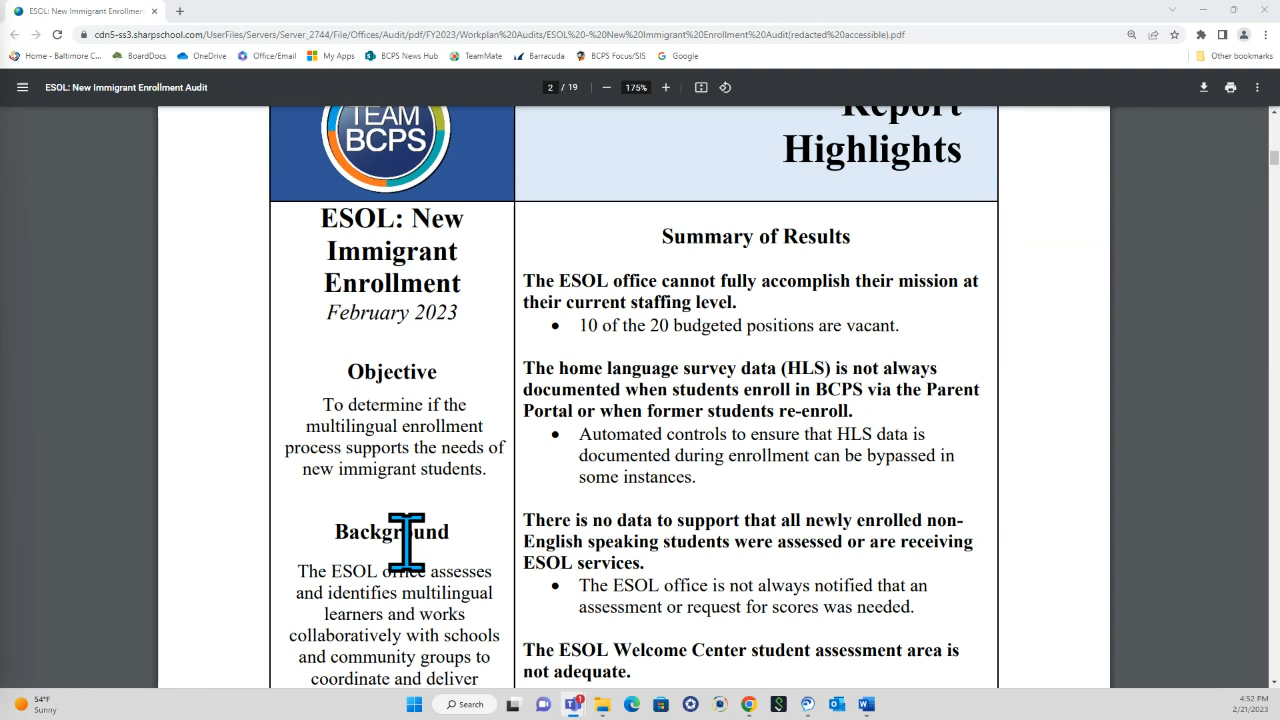 ESOL: New Immigrant Enrollmen
cdn5-ss3.sharpschool.com/UserFiles/Servers/Server_2744/File/Offices/Audit/pdf/FY2023/Workplan%20Audits/ESOL%20-%20New%20Immigrant%20Enrollment%20Audit(redacted%20accessible).pdf
Home - Baltimore C... BoardDocs OneDrive Office/Email My Apps BCPS News Hub TeamMate Barracuda BCPS Focus/SIS Google Other bookmarks
ESOL: New Immigrant Enrollment Audit 2 / 19 175%
TEAM
BCPS
Report
Highlights
ESOL: New
Immigrant
Enrollment
February 2023
Objective
To determine if the
multilingual enrollment
process supports the needs of
new immigrant students.
Background
The ESOL office assesses
and identifies multilingual
learners and works
collaboratively with schools
and community groups to
coordinate and deliver
Summary of Results
The ESOL office cannot fully accomplish their mission at
their current staffing level.
• 10 of the 20 budgeted positions are vacant.
The home language survey data (HLS) is not always
documented when students enroll in BCPS via the Parent
Portal or when former students re-enroll.
• Automated controls to ensure that HLS data is
documented during enrollment can be bypassed in
some instances.
There is no data to support that all newly enrolled non-
English speaking students were assessed or are receiving
ESOL services.
• The ESOL office is not always notified that an
assessment or request for scores was needed.
The ESOL Welcome Center student assessment area is
not adequate.
54°F
Sunny
Search
1
4:52 PM
2/21/2023